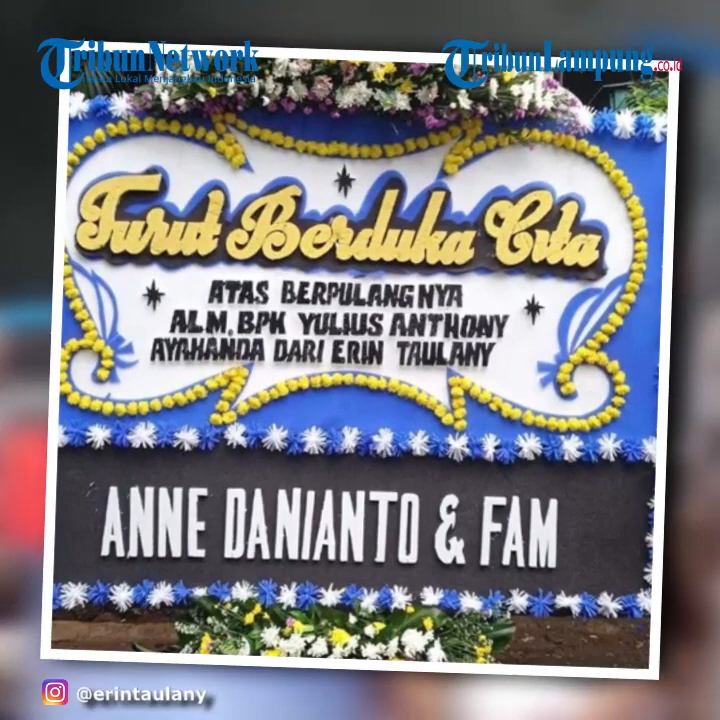 TribunNetwork
TribunLampung.co.id
Turut Berduka Cita
ATAS BERPULANGNYA
ALM. BPK YULIUS ANTHONY
AYAHANDA DARI ERIN TAULANY
ANNE DANIANTO & FAM
@erintaulany